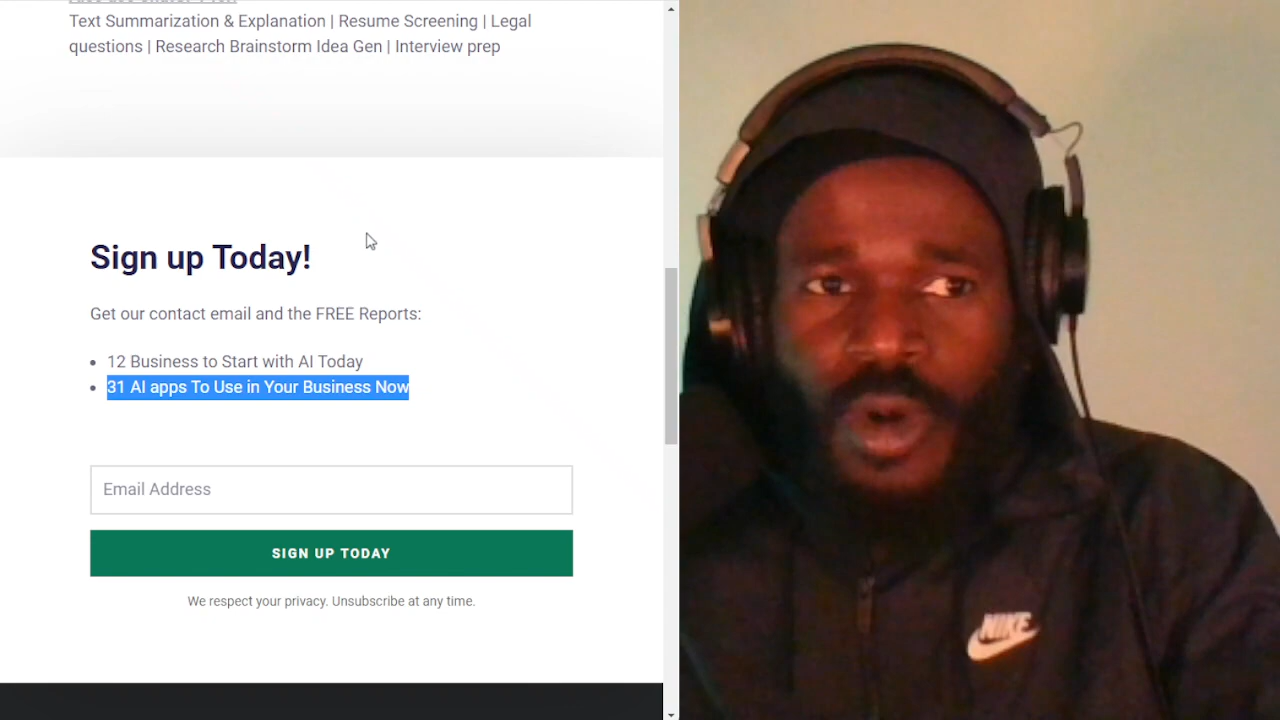 Text Summarization & Explanation | Resume Screening | Legal
questions | Research Brainstorm Idea Gen | Interview prep
Sign up Today!
Get our contact email and the FREE Reports:
12 Business to Start with AI Today
31 AI apps To Use in Your Business Now
Email Address
SIGN UP TODAY
We respect your privacy. Unsubscribe at any time.
NIKE